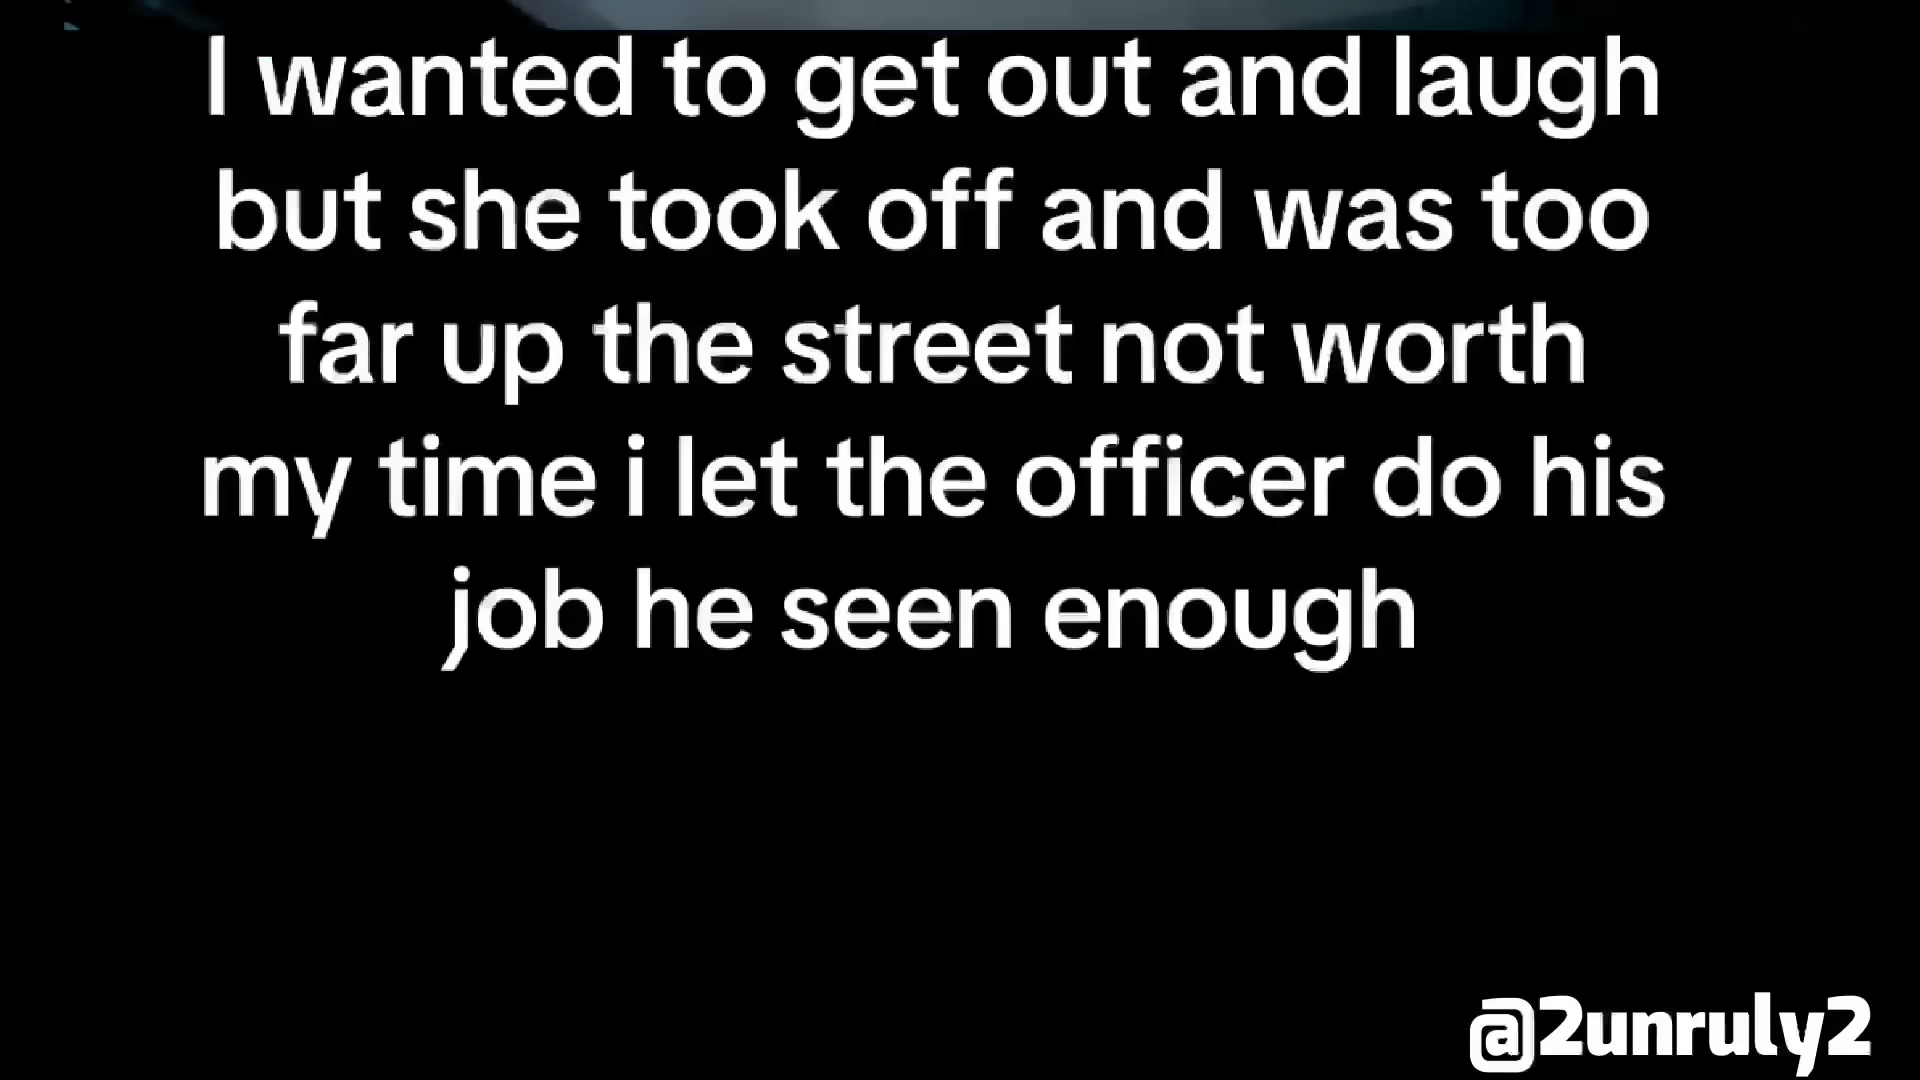 I wanted to get out and laugh
but she took off and was too
far up the street not worth
my time i let the officer do his
job he seen enough
@2unruly2